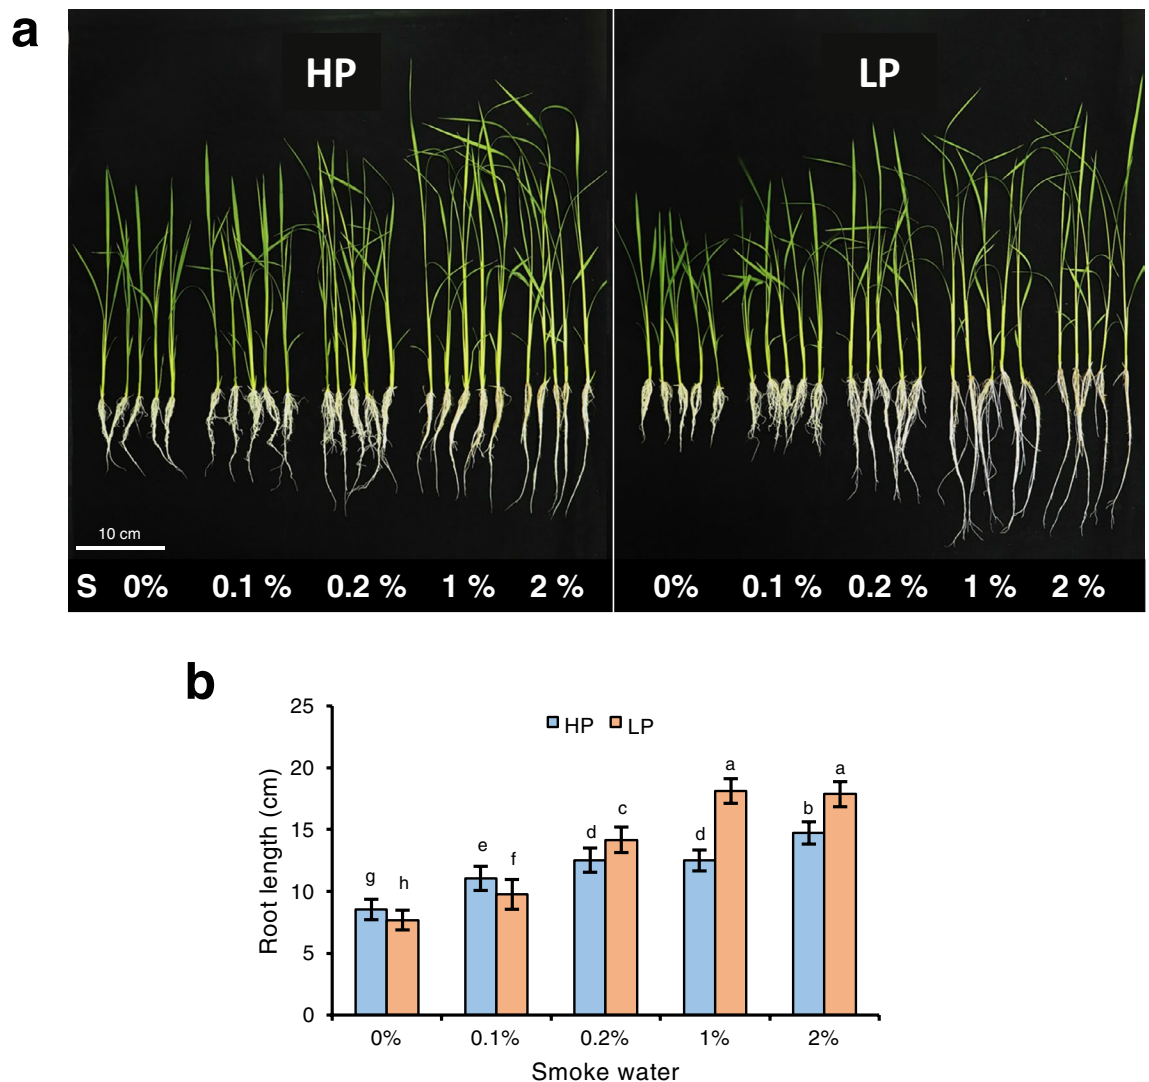 a
HP
LP
10 cm
S 0% 0.1 % 0.2 % 1 % 2 %
0% 0.1 % 0.2 % 1 % 2 %
b
25
20
15
10
5
0
Root length (cm)
HP LP
g h e f d c d a b a
0% 0.1% 0.2% 1% 2%
Smoke water